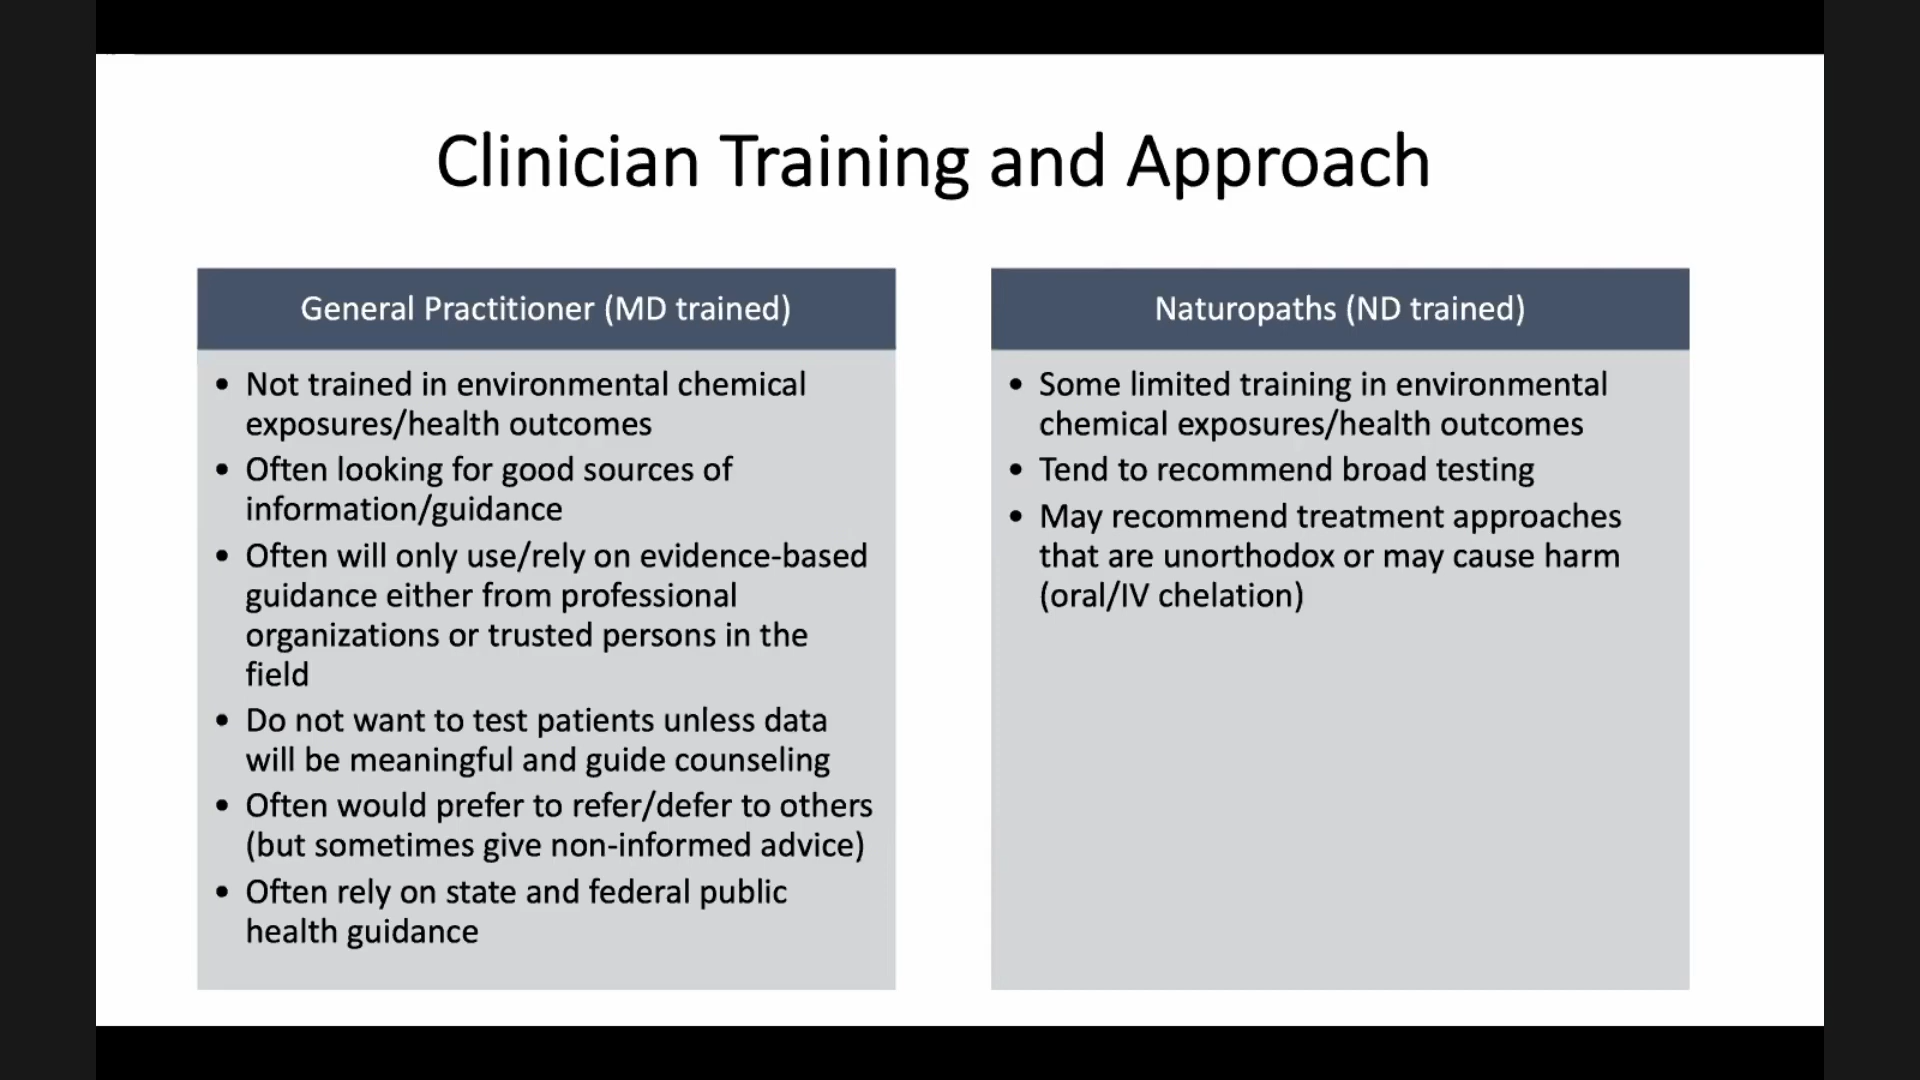 Clinician Training and Approach
General Practitioner (MD trained)
• Not trained in environmental chemical
exposures/health outcomes
• Often looking for good sources of
information/guidance
• Often will only use/rely on evidence-based
guidance either from professional
organizations or trusted persons in the
field
• Do not want to test patients unless data
will be meaningful and guide counseling
• Often would prefer to refer/defer to others
(but sometimes give non-informed advice)
• Often rely on state and federal public
health guidance
Naturopaths (ND trained)
• Some limited training in environmental
chemical exposures/health outcomes
• Tend to recommend broad testing
• May recommend treatment approaches
that are unorthodox or may cause harm
(oral/IV chelation)